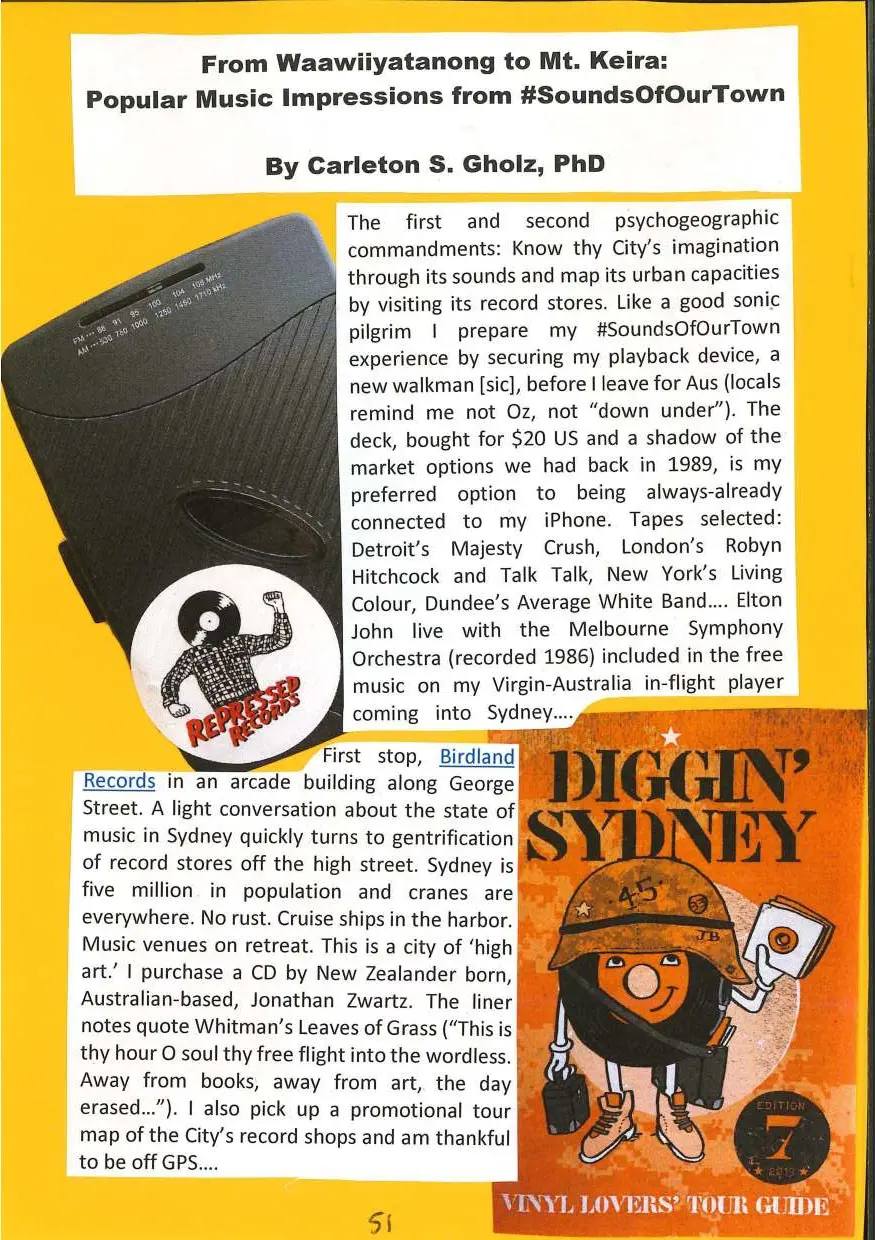 From Waawiiyatanong to Mt. Keira:
Popular Music Impressions from #SoundsOfOurTown
By Carleton S. Gholz, PhD
The first and second psychogeographic
commandments: Know thy City's imagination
through its sounds and map its urban capacities
by visiting its record stores. Like a good sonic
pilgrim I prepare my #SoundsOfOurTown
experience by securing my playback device, a
new walkman [sic], before I leave for Aus (locals
remind me not Oz, not “down under”). The
deck, bought for $20 US and a shadow of the
market options we had back in 1989, is my
preferred option to being always-already
connected to my iPhone. Tapes selected:
Detroit's Majesty Crush, London's Robyn
Hitchcock and Talk Talk, New York's Living
Colour, Dundee's Average White Band…. Elton
John live with the Melbourne Symphony
Orchestra (recorded 1986) included in the free
music on my Virgin-Australia in-flight player
coming into Sydney….
FM ··· 88 91 95 100 104 108 MHz
AM ··· 530 760 1000 1250 1450 1710 kHz
REPRESSED
RECORDS
First stop, Birdland
Records in an arcade building along George
Street. A light conversation about the state of
music in Sydney quickly turns to gentrification
of record stores off the high street. Sydney is
five million in population and cranes are
everywhere. No rust. Cruise ships in the harbor.
Music venues on retreat. This is a city of ‘high
art.’ I purchase a CD by New Zealander born,
Australian-based, Jonathan Zwartz. The liner
notes quote Whitman's Leaves of Grass (“This is
thy hour O soul thy free flight into the wordless.
Away from books, away from art, the day
erased…”). I also pick up a promotional tour
map of the City's record shops and am thankful
to be off GPS….
DIGGIN'
SYDNEY
·45·
JB
EDITION
7
2019
VINYL LOVERS' TOUR GUIDE
51